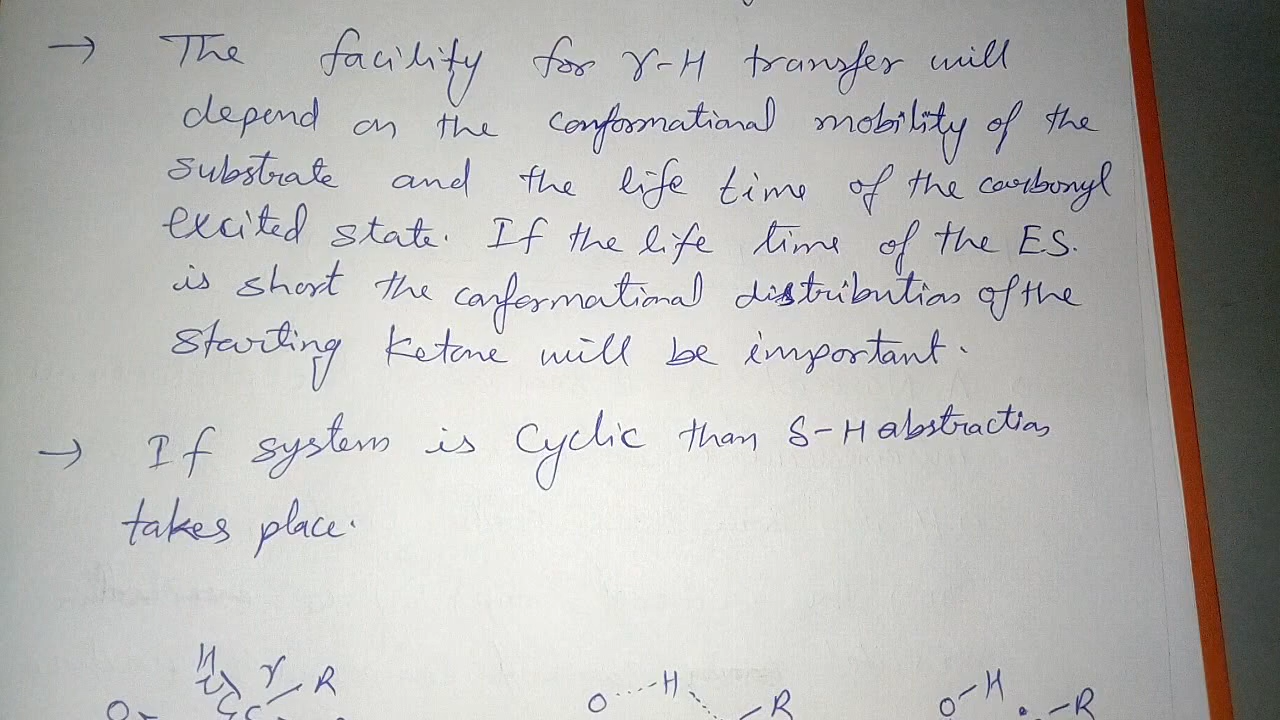 → The facility for γ-H transfer will
depend on the conformational mobility of the
substrate and the life time of the carbonyl
excited state. If the life time of the E.S.
is short the conformational distribution of the
starting Ketone will be important.
→ If system is Cyclic than δ-H abstraction
takes place.
H γ R
O H R
O-H R